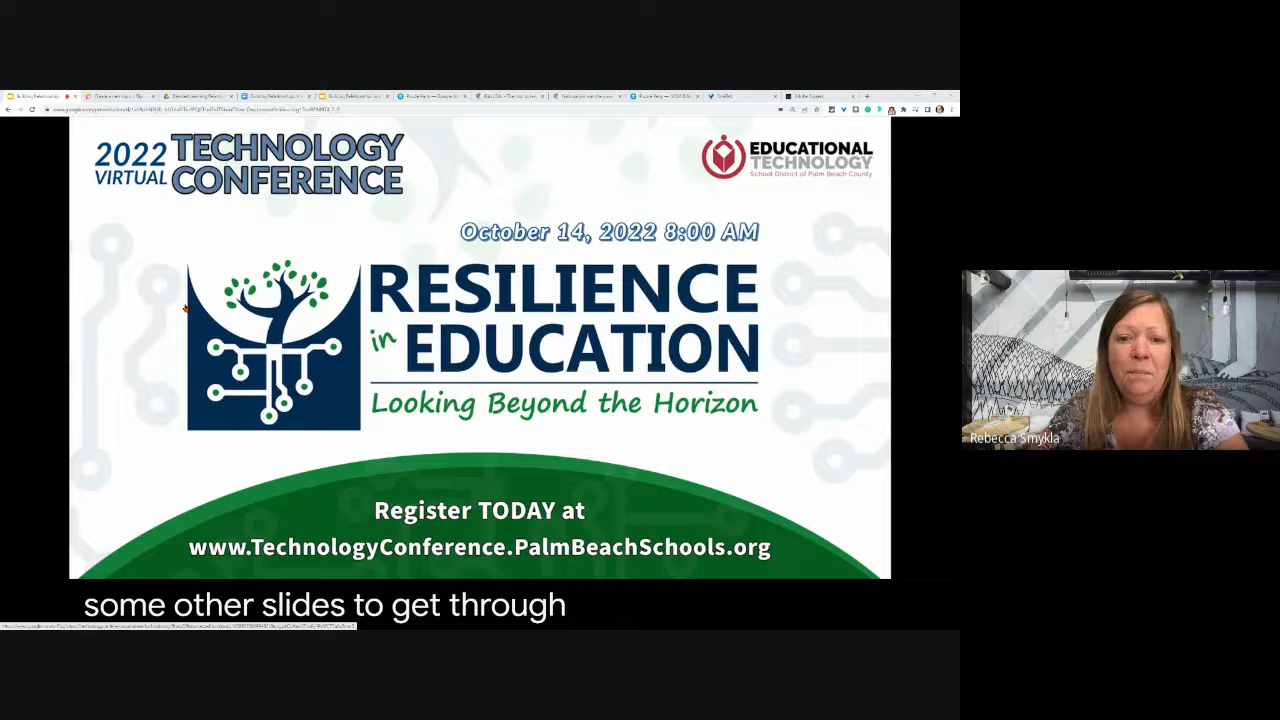 2022
VIRTUAL
TECHNOLOGY
CONFERENCE
EDUCATIONAL
TECHNOLOGY
School District of Palm Beach County
October 14, 2022 8:00 AM
RESILIENCE
in EDUCATION
Looking Beyond the Horizon
Register TODAY at
www.TechnologyConference.PalmBeachSchools.org
some other slides to get through
Rebecca Smykla